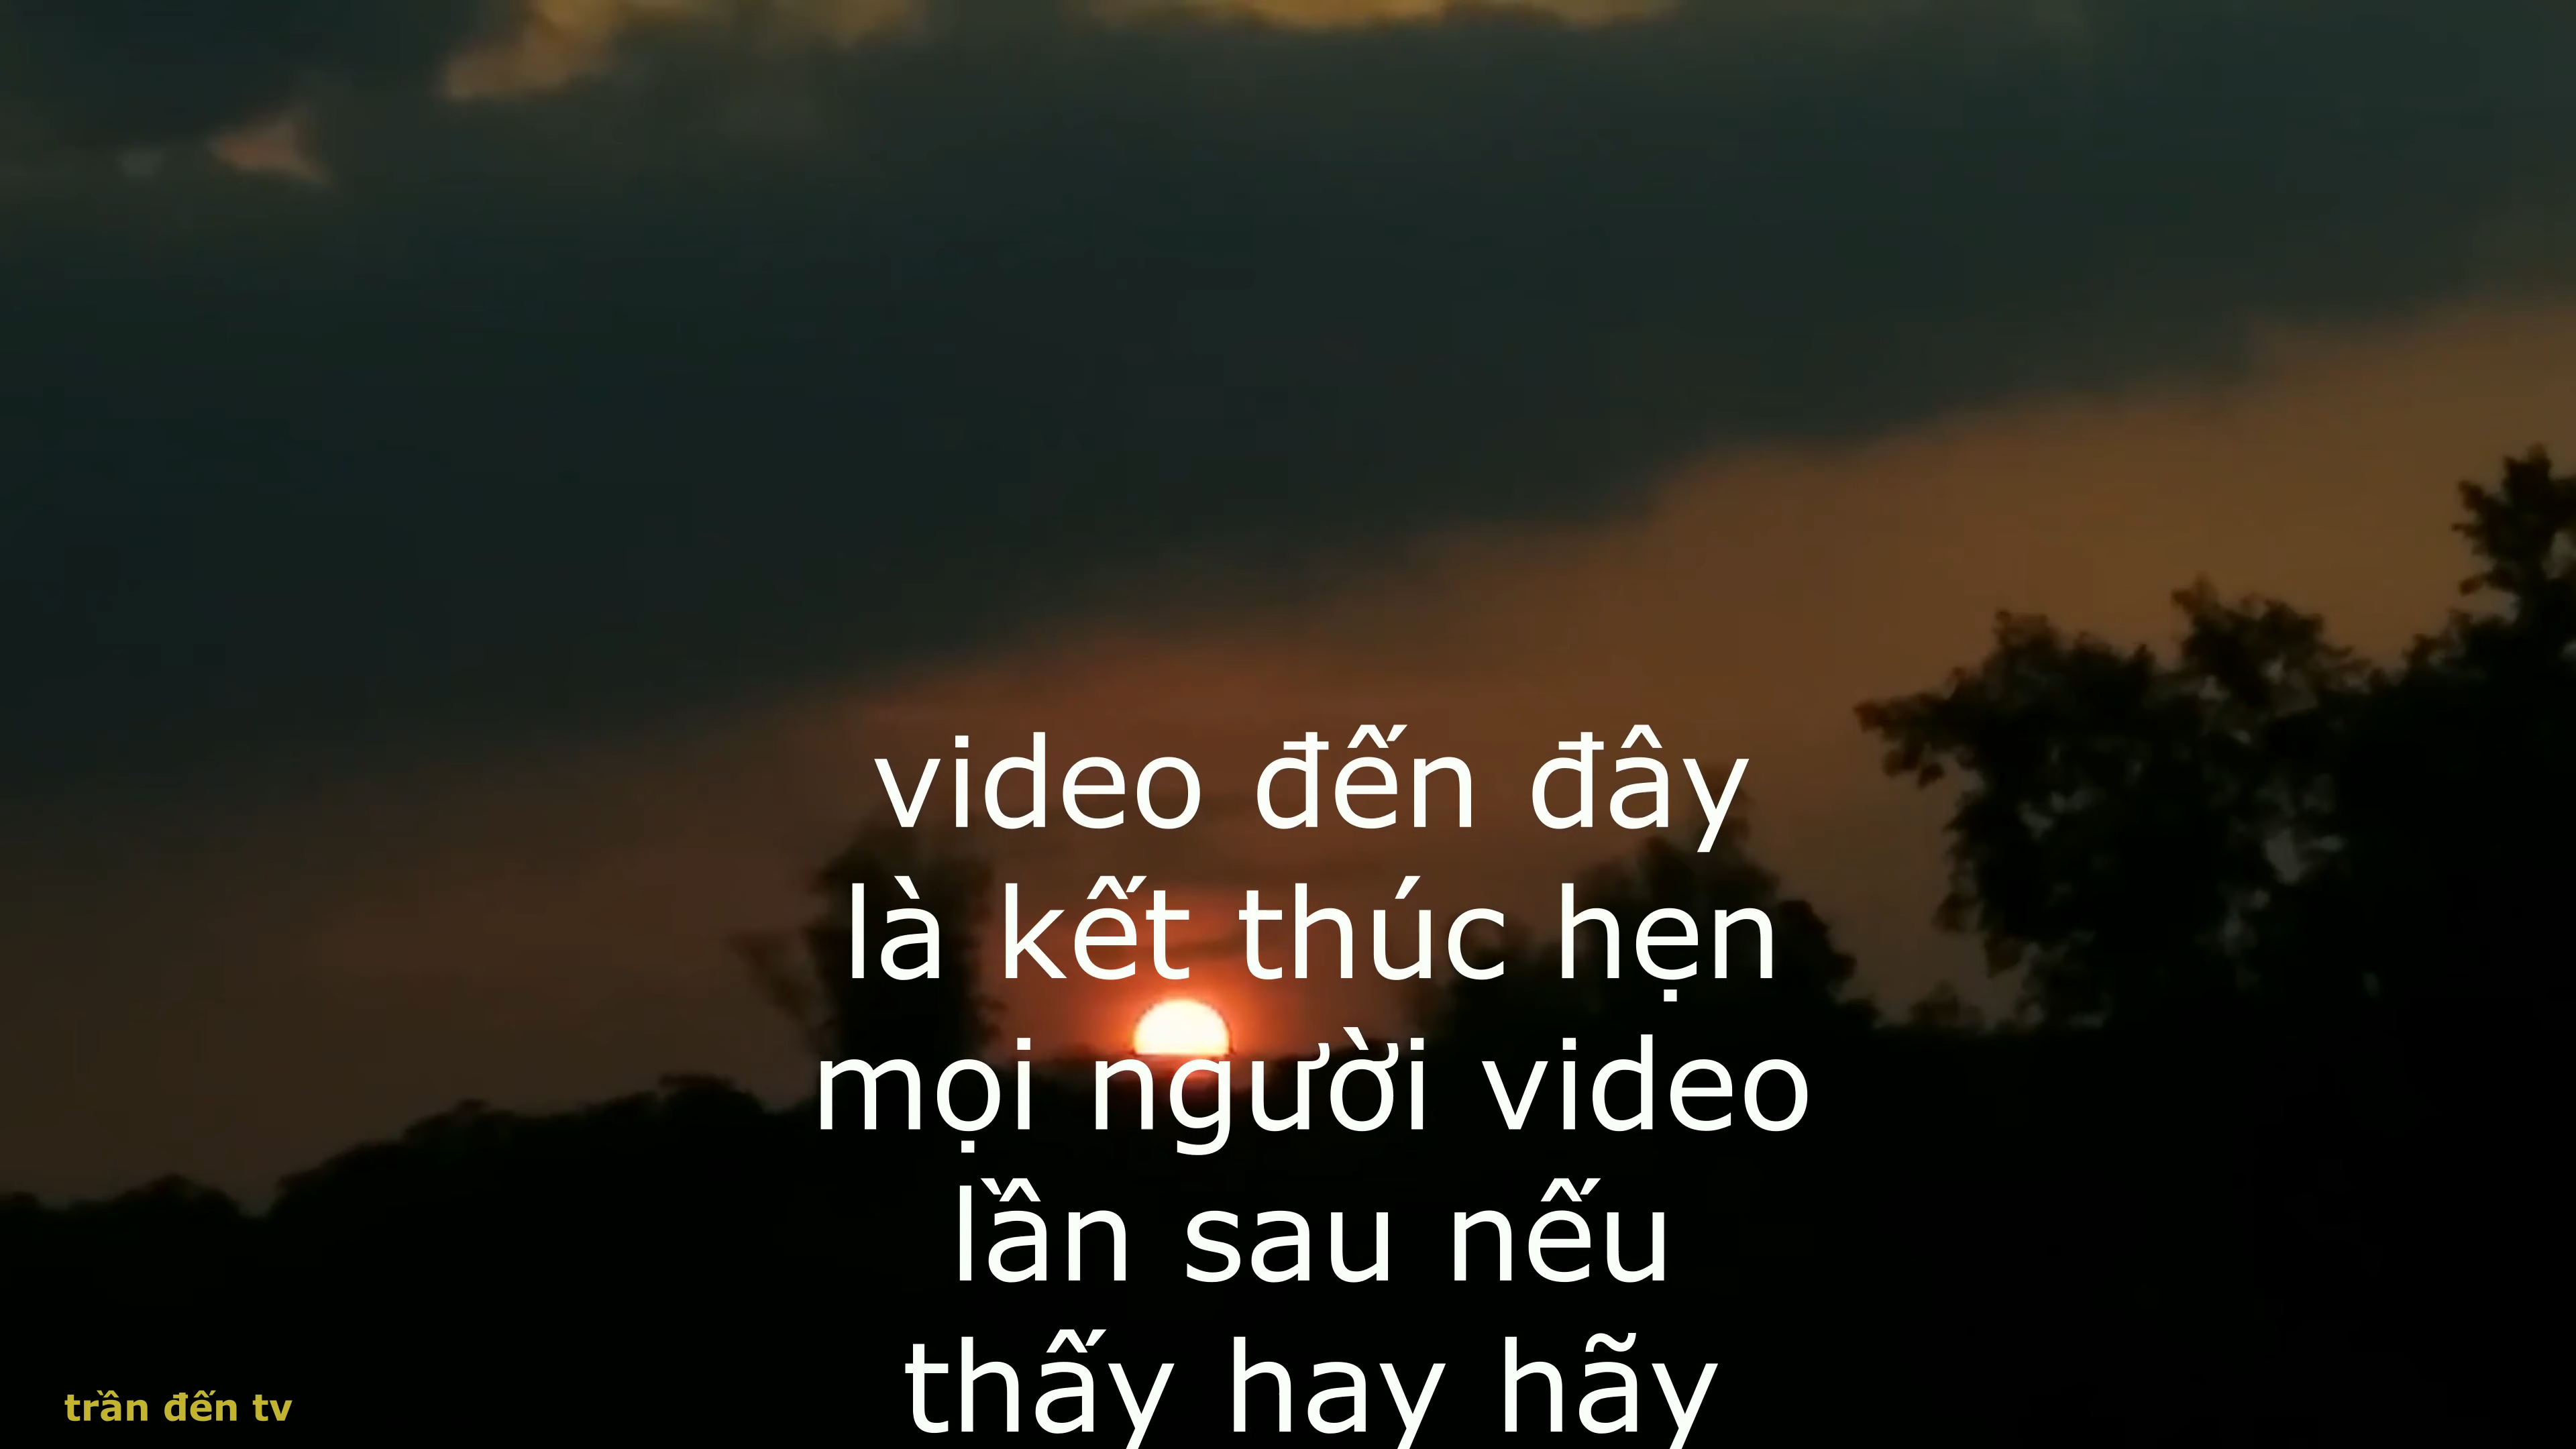 video đến đây
là kết thúc hẹn
mọi người video
lần sau nếu
thấy hay hãy
trần đến tv